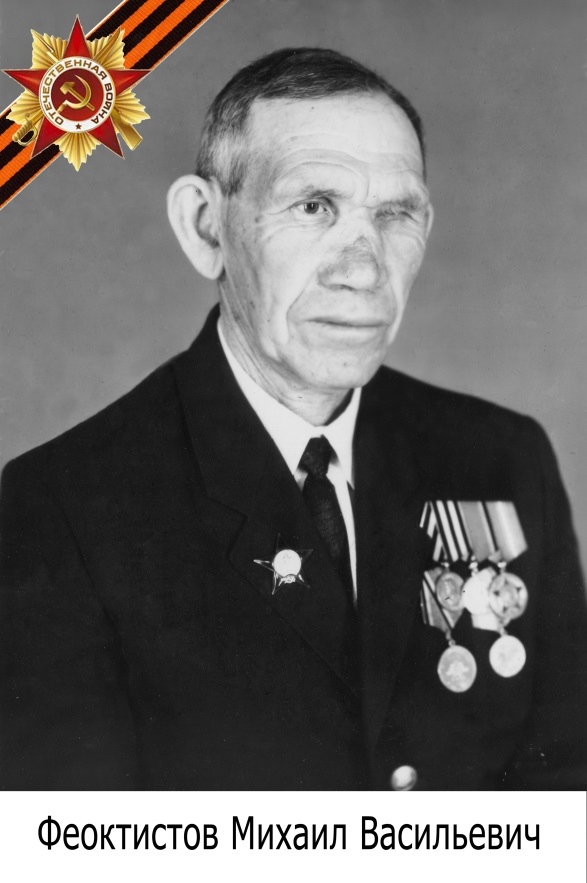 ОТЕЧЕСТВЕННАЯ ВОЙНА
Феоктистов Михаил Васильевич